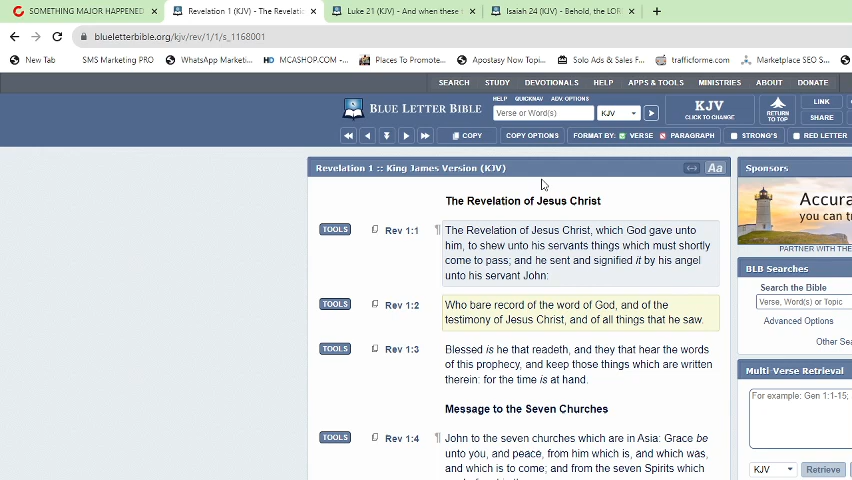 SOMETHING MAJOR HAPPENED
Revelation 1 (KJV) - The Revelati
Luke 21 (KJV) - And when these
Isaiah 24 (KJV) - Behold, the LOR
blueletterbible.org/kjv/rev/1/1/s_1168001
New Tab
SMS Marketing PRO
WhatsApp Marketin...
MCASHOP.COM -...
Places To Promote...
Apostasy Now Topi...
Solo Ads & Sales F...
trafficforme.com
Marketplace SEO S...
SEARCH STUDY DEVOTIONALS HELP APPS & TOOLS MINISTRIES ABOUT DONATE
BLUE LETTER BIBLE
HELP QUICKNAV ADV. OPTIONS
Verse or Word(s)
KJV
KJV
CLICK TO CHANGE
RETURN
TO TOP
LINK
SHARE
COPY
COPY OPTIONS
FORMAT BY: VERSE PARAGRAPH
STRONG'S
RED LETTER
Revelation 1 :: King James Version (KJV)
Aa
The Revelation of Jesus Christ
TOOLS Rev 1:1 ¶ The Revelation of Jesus Christ, which God gave unto
him, to shew unto his servants things which must shortly
come to pass; and he sent and signified it by his angel
unto his servant John:
TOOLS Rev 1:2 Who bare record of the word of God, and of the
testimony of Jesus Christ, and of all things that he saw.
TOOLS Rev 1:3 Blessed is he that readeth, and they that hear the words
of this prophecy, and keep those things which are written
therein: for the time is at hand.
Message to the Seven Churches
TOOLS Rev 1:4 ¶ John to the seven churches which are in Asia: Grace be
unto you, and peace, from him which is, and which was,
and which is to come; and from the seven Spirits which
Sponsors
Accura
you can tu
PARTNER WITH THE
BLB Searches
Search the Bible
Verse, Word(s) or Topic
Advanced Options
Other Sea
Multi-Verse Retrieval
For example: Gen 1:1-15;
KJV
Retrieve